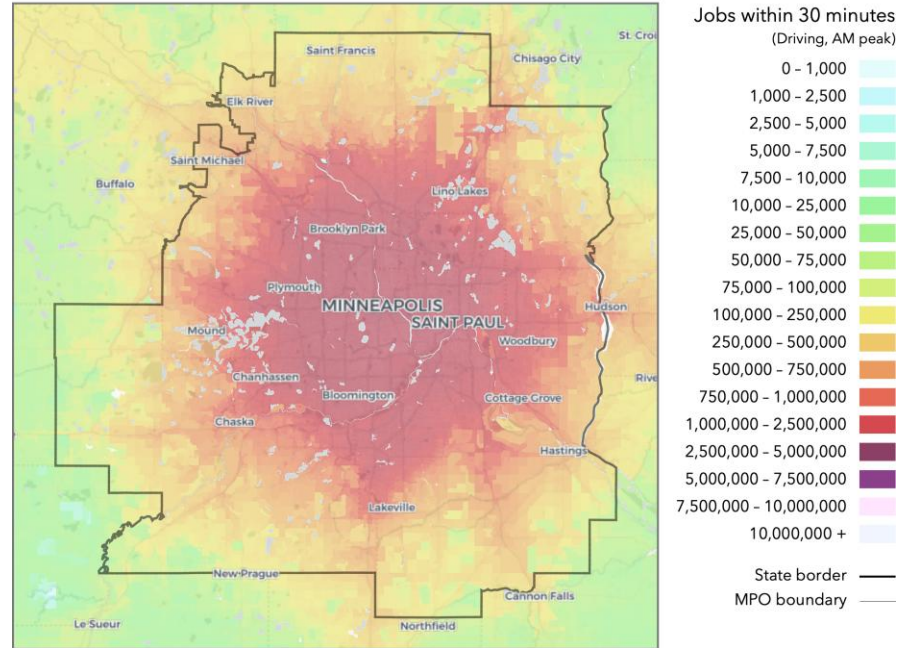 Jobs within 30 minutes
(Driving, AM peak)
0 – 1,000
1,000 – 2,500
2,500 – 5,000
5,000 – 7,500
7,500 – 10,000
10,000 – 25,000
25,000 – 50,000
50,000 – 75,000
75,000 – 100,000
100,000 – 250,000
250,000 – 500,000
500,000 – 750,000
750,000 – 1,000,000
1,000,000 – 2,500,000
2,500,000 – 5,000,000
5,000,000 – 7,500,000
7,500,000 – 10,000,000
10,000,000 +
State border
MPO boundary
St. Croi
Saint Francis
Chisago City
Elk River
Saint Michael
Buffalo
Lino Lakes
Brooklyn Park
Plymouth
MINNEAPOLIS
Hudson
SAINT PAUL
Mound
Woodbury
Chanhassen
Rive
Bloomington
Cottage Grove
Chaska
Hastings
Lakeville
New Prague
Cannon Falls
Le Sueur
Northfield